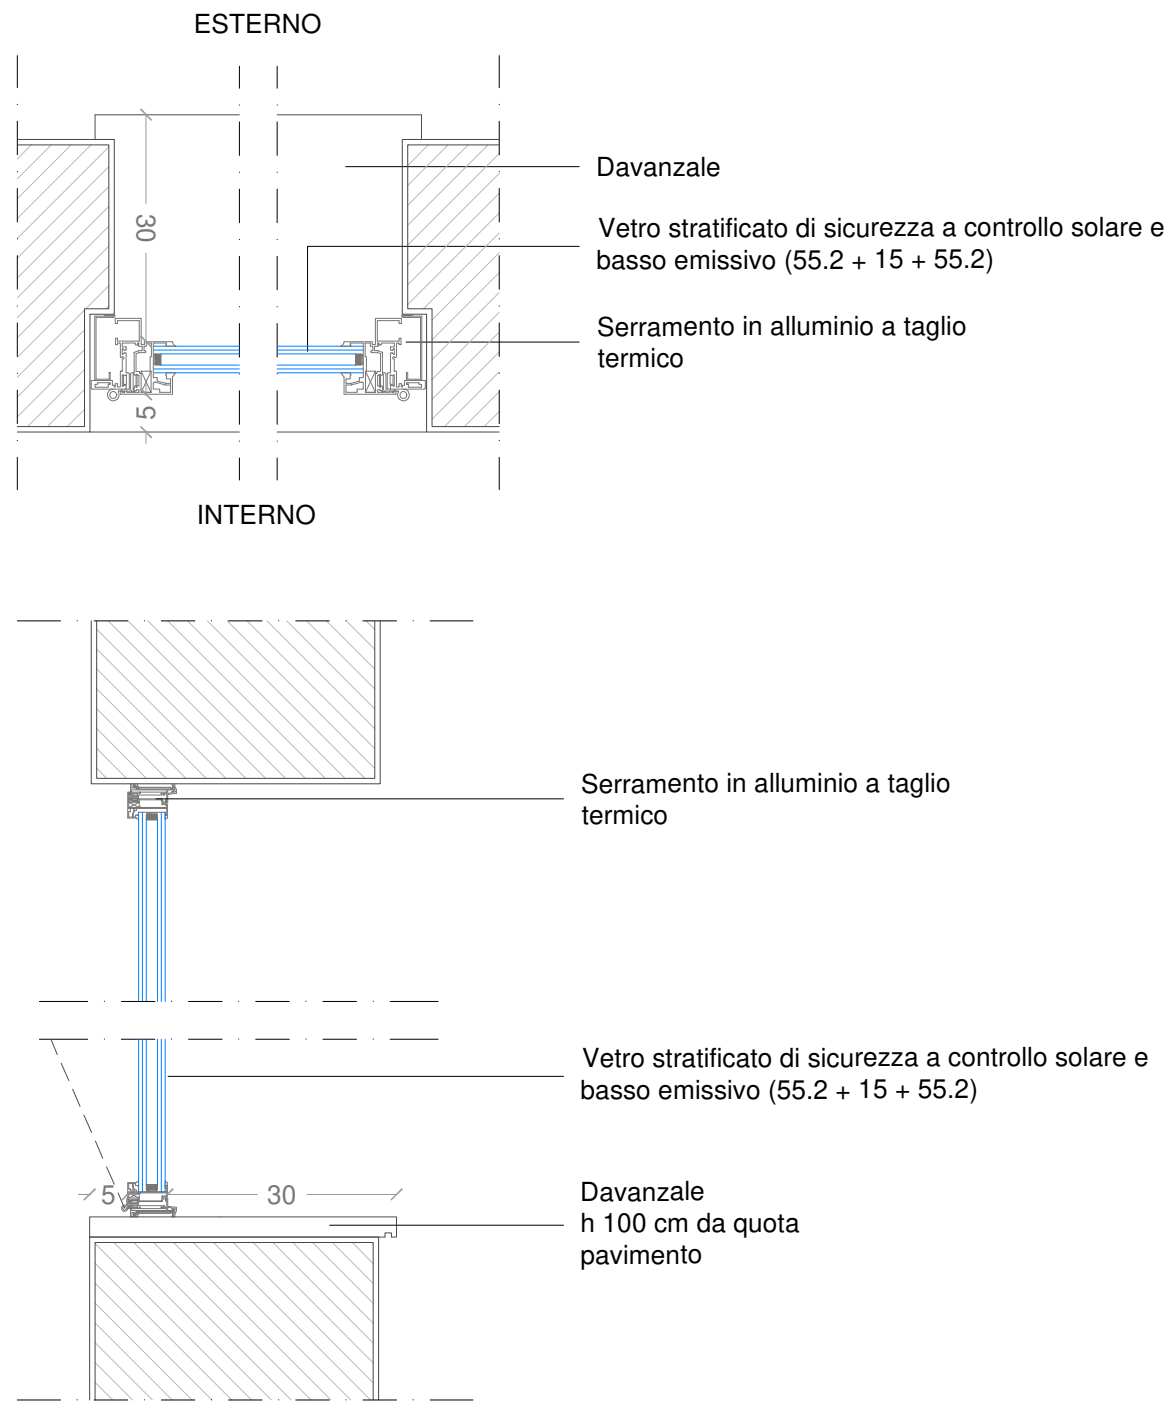 ESTERNO
30
Davanzale
Vetro stratificato di sicurezza a controllo solare e
basso emissivo (55.2 + 15 + 55.2)
Serramento in alluminio a taglio
termico
5
INTERNO
Serramento in alluminio a taglio
termico
Vetro stratificato di sicurezza a controllo solare e
basso emissivo (55.2 + 15 + 55.2)
5
30
Davanzale
h 100 cm da quota
pavimento